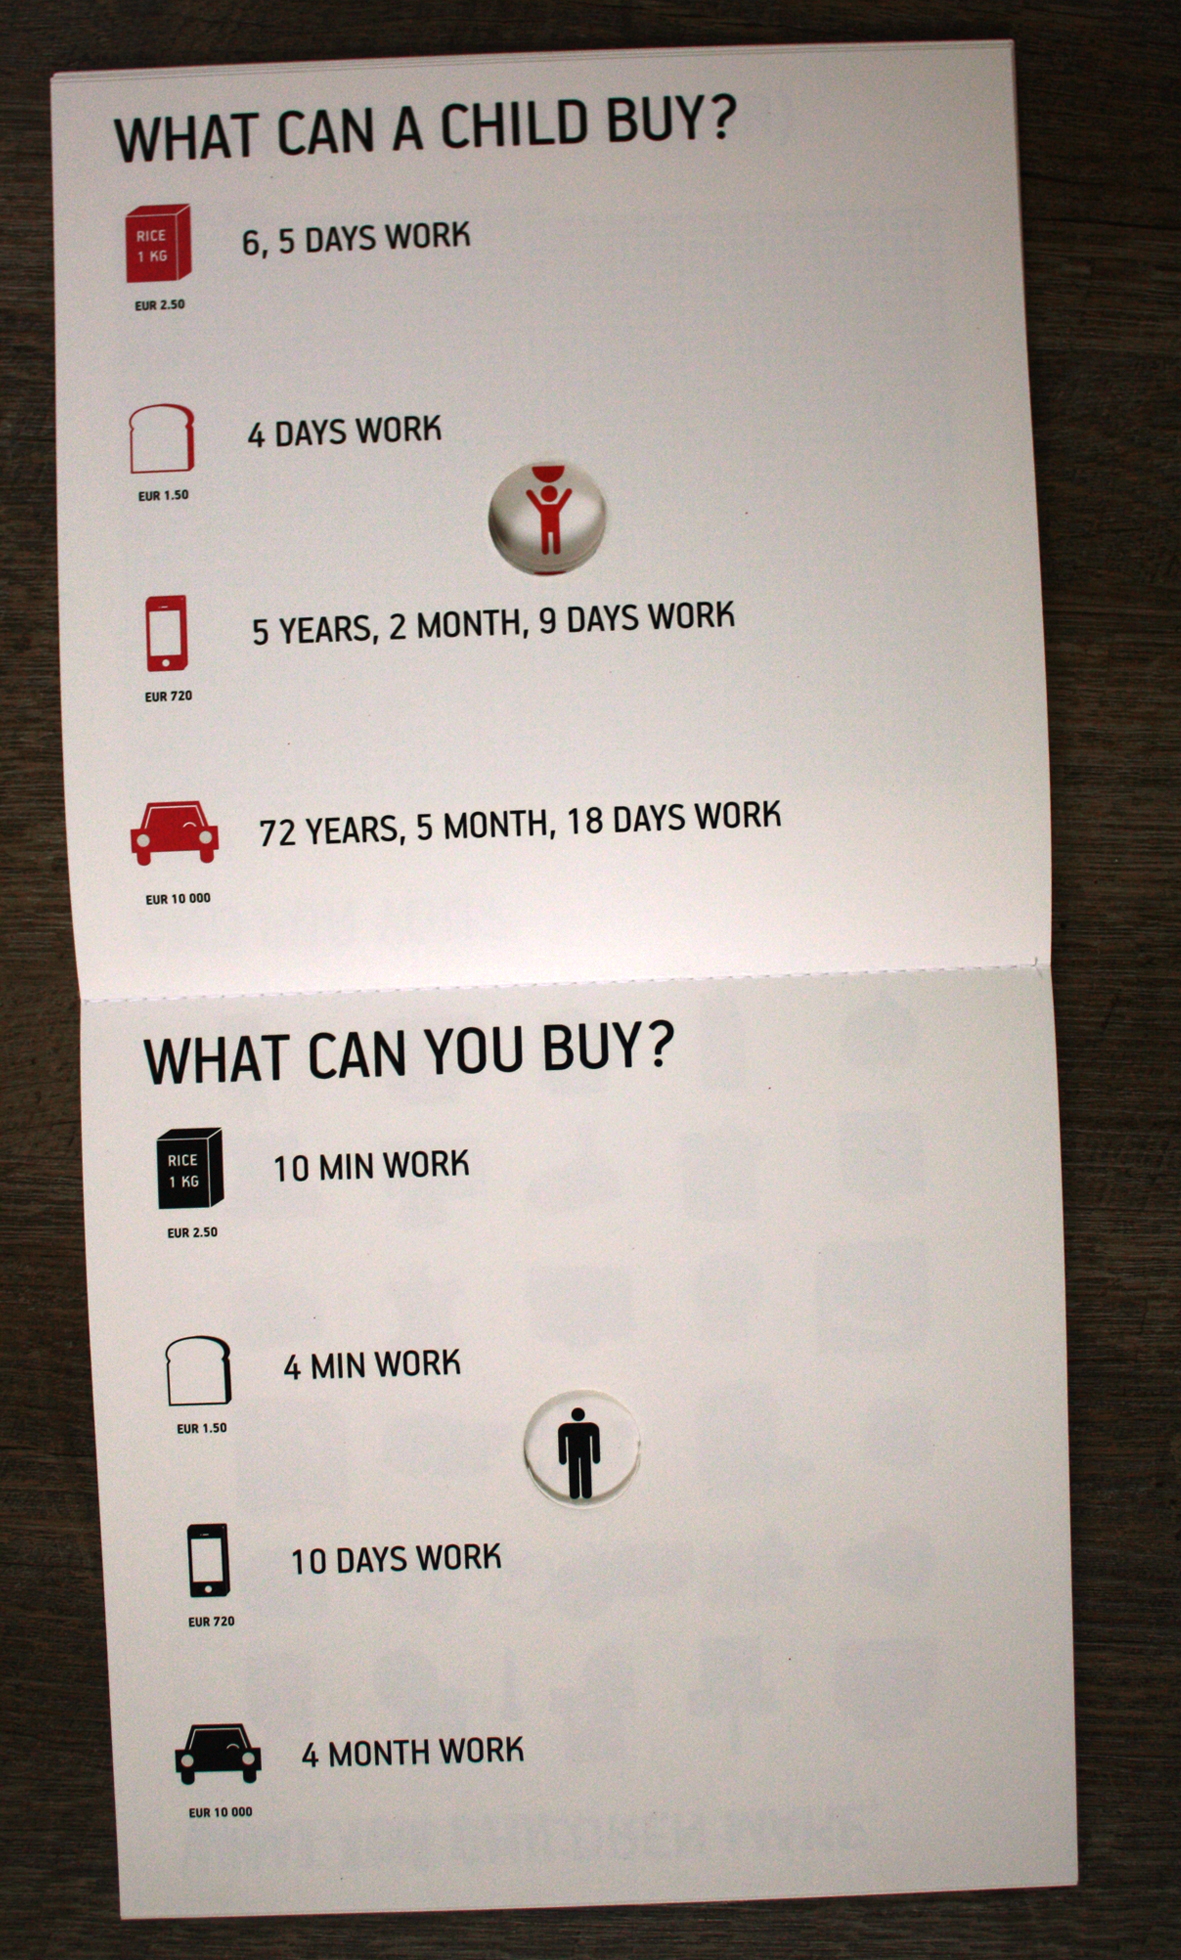 WHAT CAN A CHILD BUY?
RICE
1 KG
6, 5 DAYS WORK
EUR 2.50
4 DAYS WORK
EUR 1.50
5 YEARS, 2 MONTH, 9 DAYS WORK
EUR 720
72 YEARS, 5 MONTH, 18 DAYS WORK
EUR 10 000
WHAT CAN YOU BUY?
RICE
1 KG
10 MIN WORK
EUR 2.50
4 MIN WORK
EUR 1.50
10 DAYS WORK
EUR 720
4 MONTH WORK
EUR 10 000